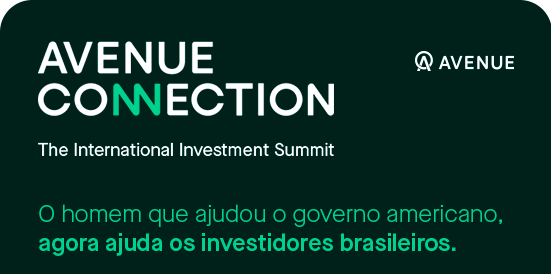 AVENUE
CONNECTION
AVENUE
The International Investment Summit
O homem que ajudou o governo americano,
agora ajuda os investidores brasileiros.